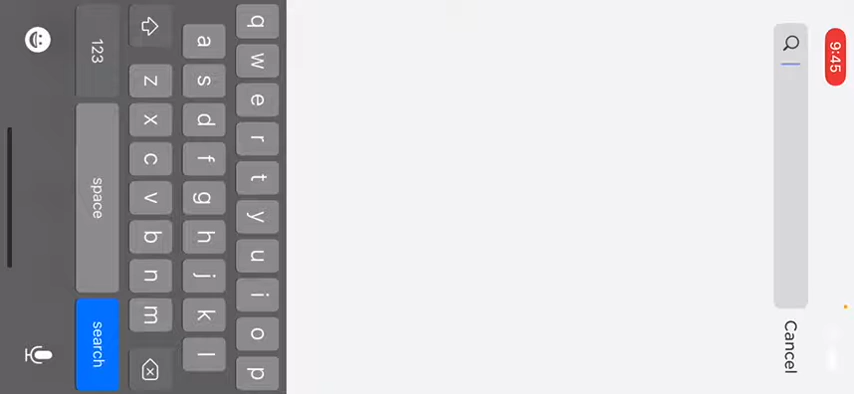 9:45
Cancel
q w e r t y u i o p
a s d f g h j k l
z x c v b n m
123 space search